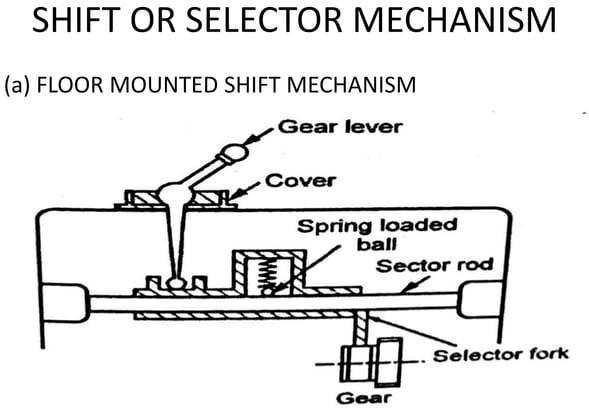 SHIFT OR SELECTOR MECHANISM
(a) FLOOR MOUNTED SHIFT MECHANISM
Gear lever
Cover
Spring loaded
ball
Sector rod
Selector fork
Gear